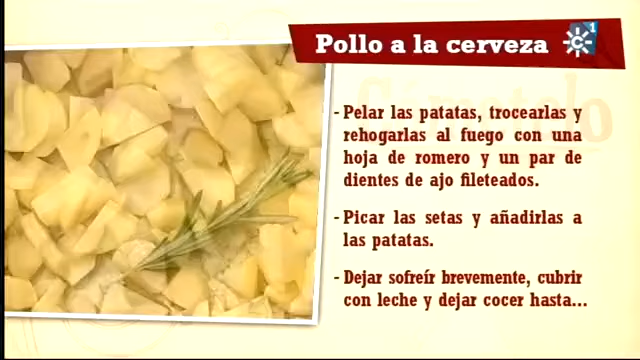 Pollo a la cerveza
1
- Pelar las patatas, trocearlas y
rehogarlas al fuego con una
hoja de romero y un par de
dientes de ajo fileteados.
- Picar las setas y añadirlas a
las patatas.
- Dejar sofreír brevemente, cubrir
con leche y dejar cocer hasta...